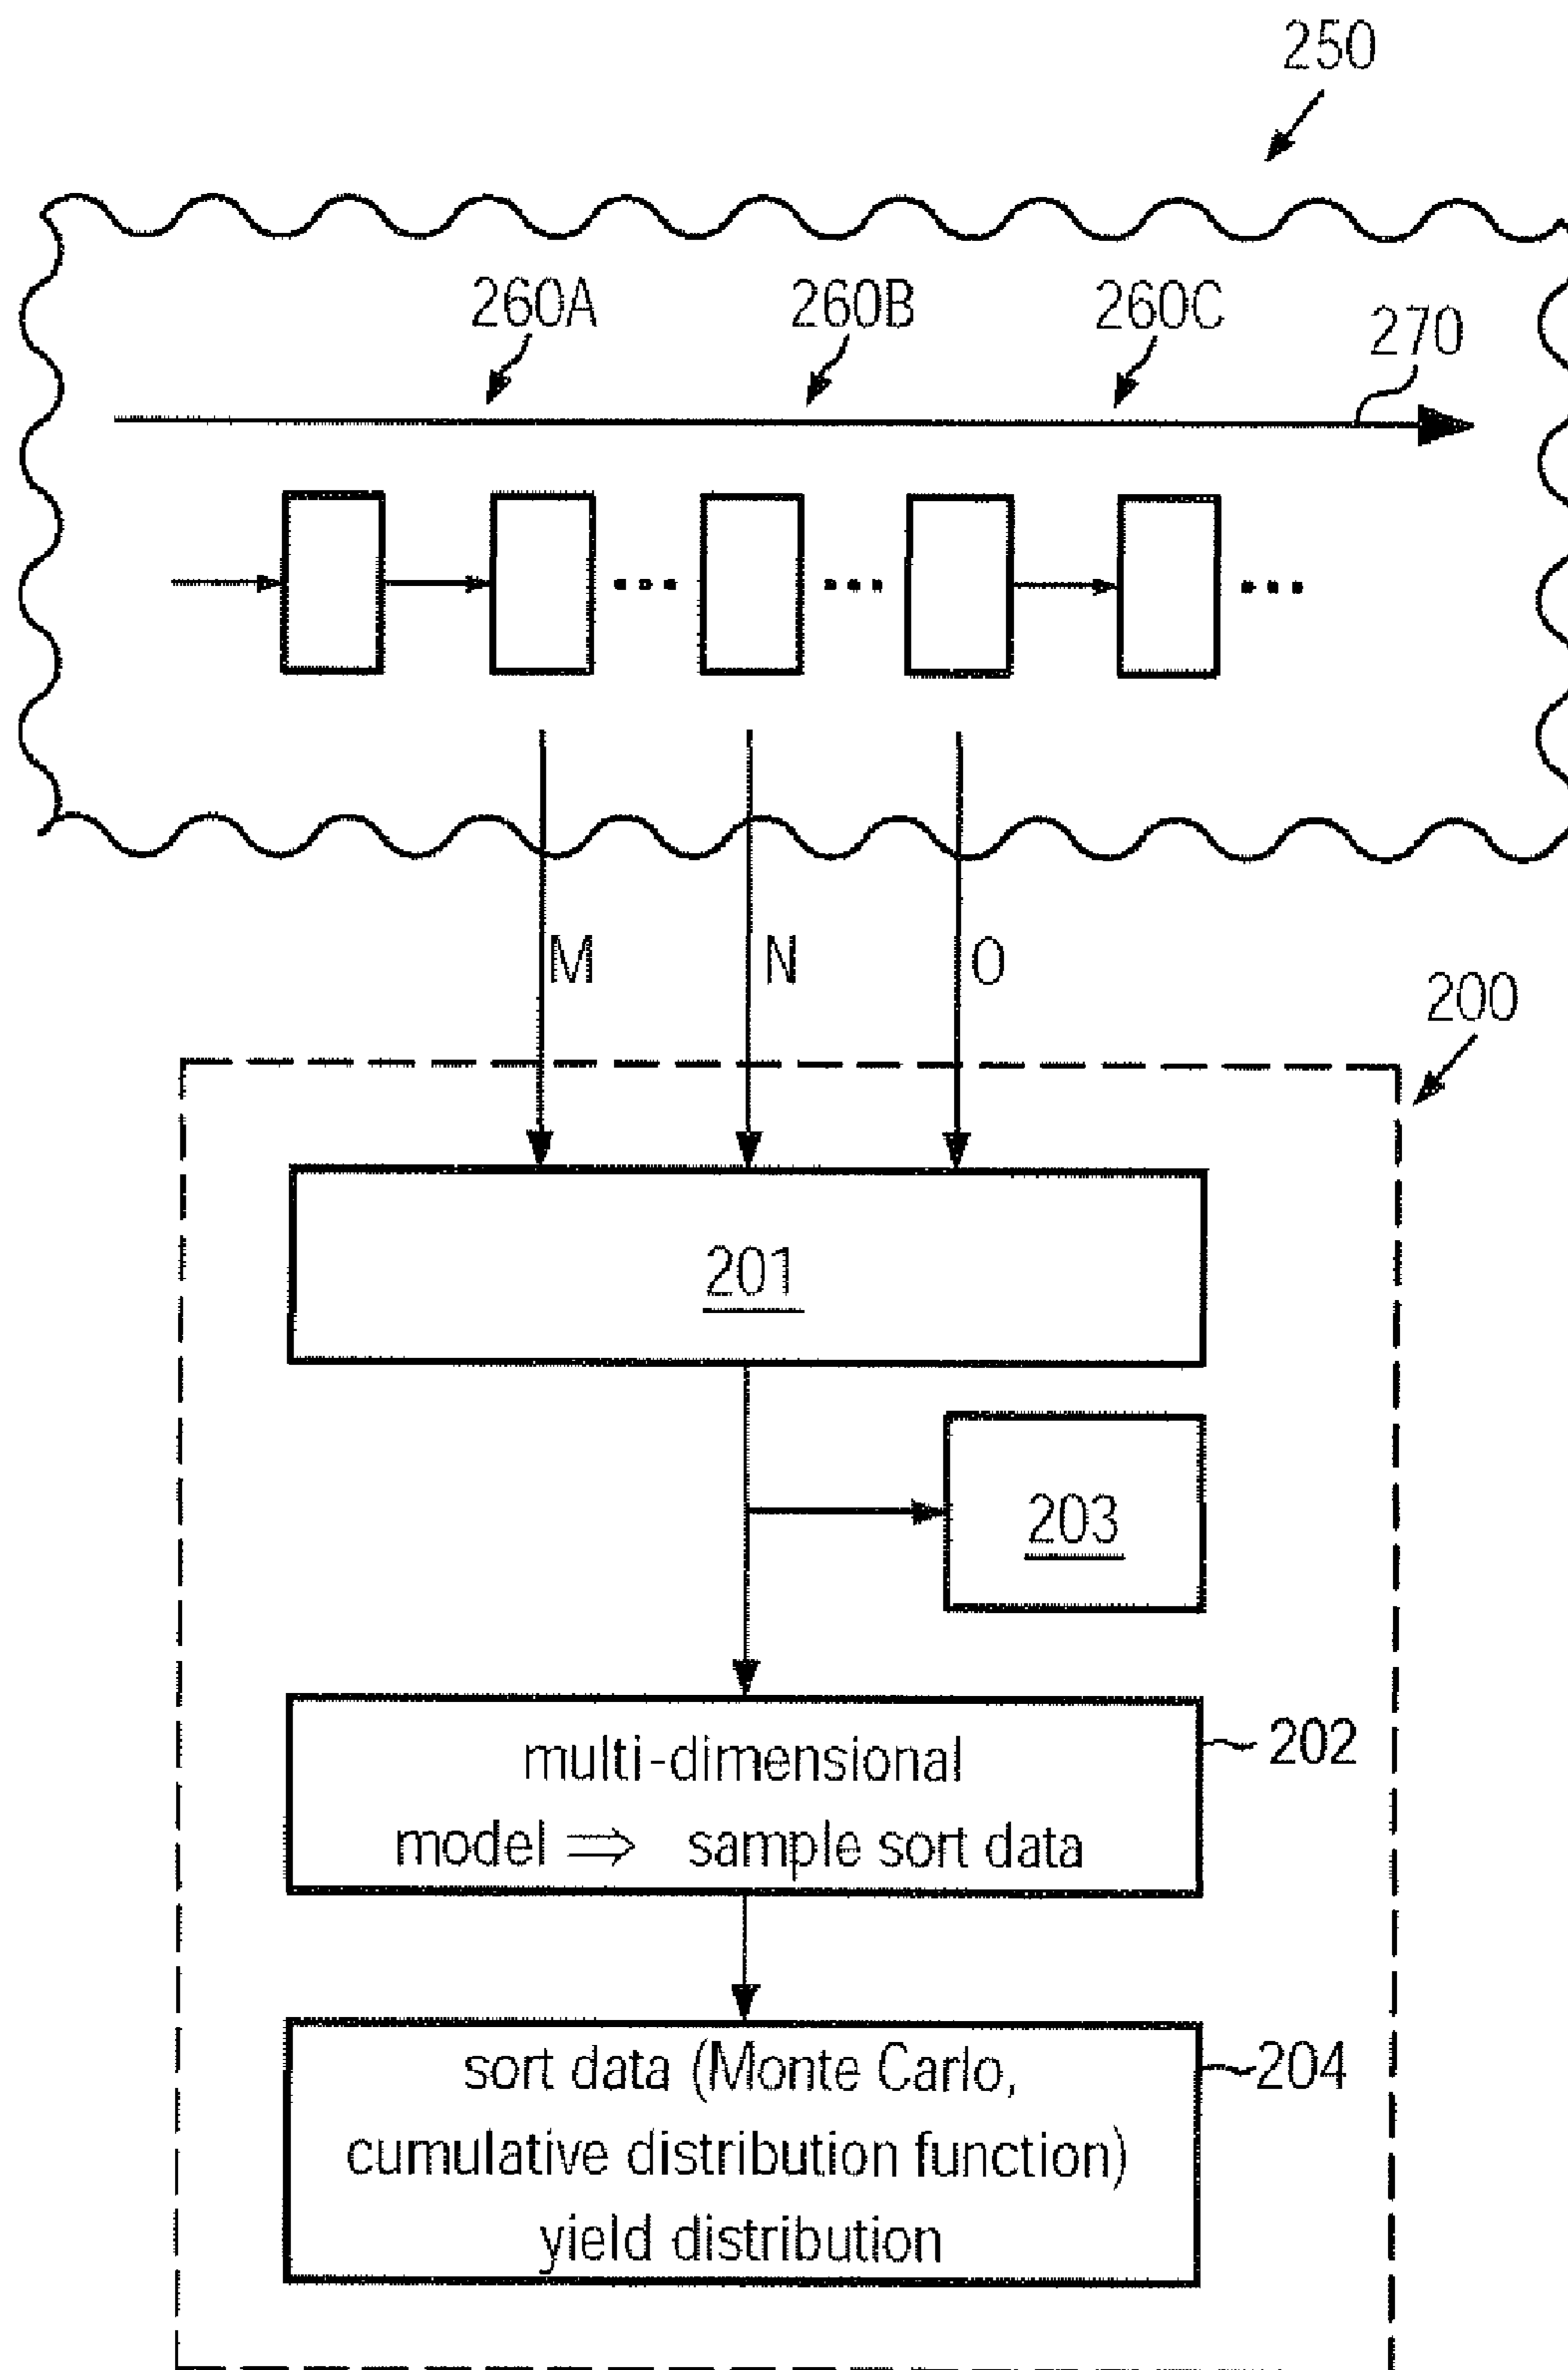 250
260A 260B 260C 270
M N O
200
201
203
multi-dimensional
model ⇒ sample sort data
202
sort data (Monte Carlo,
cumulative distribution function)
yield distribution
204